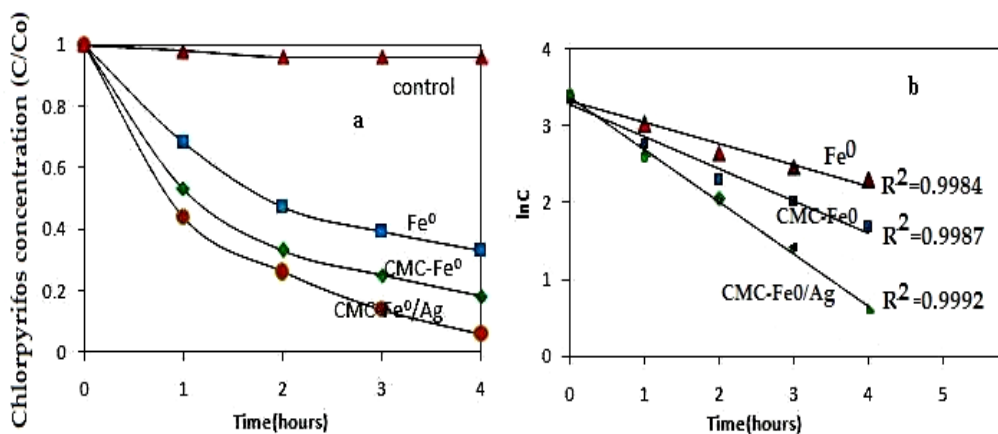 Chlorpyrifos concentration (C/Co)
1
0.8
0.6
0.4
0.2
0
0
1
2
3
4
Time(hours)
a
control
Fe⁰
CMC-Fe⁰
CMC-Fe⁰/Ag
lnC
4
3
2
1
0
0
1
2
3
4
5
Time(hours)
b
Fe⁰
R²=0.9984
CMC-Fe0
R²=0.9987
CMC-Fe0/Ag
R²=0.9992